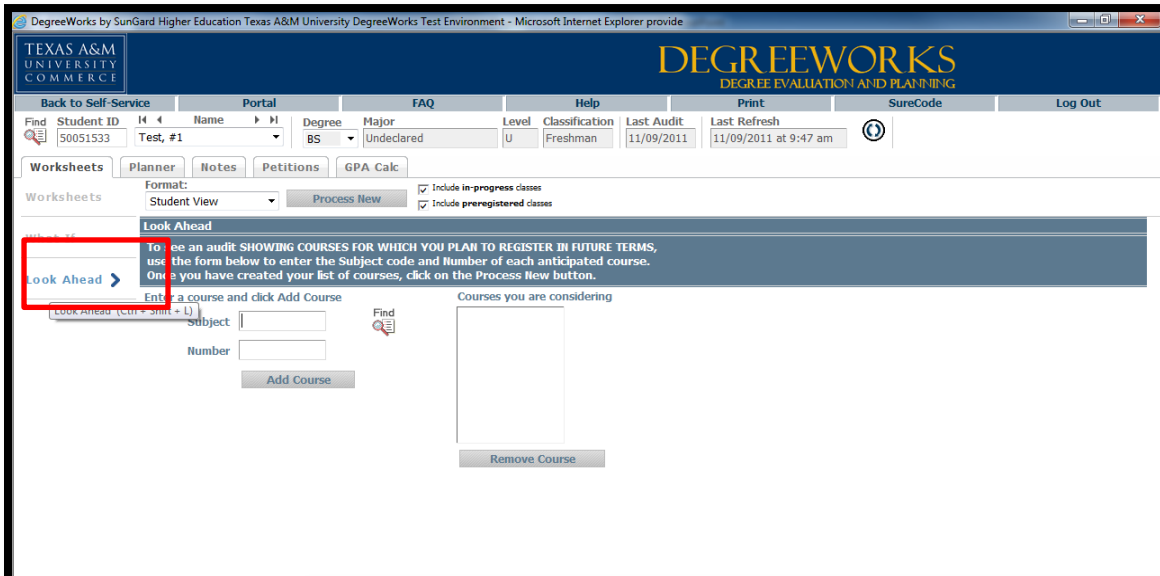 DegreeWorks by SunGard Higher Education Texas A&M University DegreeWorks Test Environment - Microsoft Internet Explorer provide
TEXAS A&M
UNIVERSITY
COMMERCE
DEGREEWORKS
DEGREE EVALUATION AND PLANNING
Back to Self-Service Portal FAQ Help Print SureCode Log Out
Find Student ID Name Degree Major Level Classification Last Audit Last Refresh
50051533 Test, #1 BS Undeclared U Freshman 11/09/2011 11/09/2011 at 9:47 am
Worksheets Planner Notes Petitions GPA Calc
Worksheets
Format:
Student View
Process New
Include in-progress classes
Include preregistered classes
What If
Look Ahead
To see an audit SHOWING COURSES FOR WHICH YOU PLAN TO REGISTER IN FUTURE TERMS,
use the form below to enter the Subject code and Number of each anticipated course.
Once you have created your list of courses, click on the Process New button.
Look Ahead
Look Ahead (Ctrl + Shift + L)
Enter a course and click Add Course
Subject
Find
Number
Add Course
Courses you are considering
Remove Course